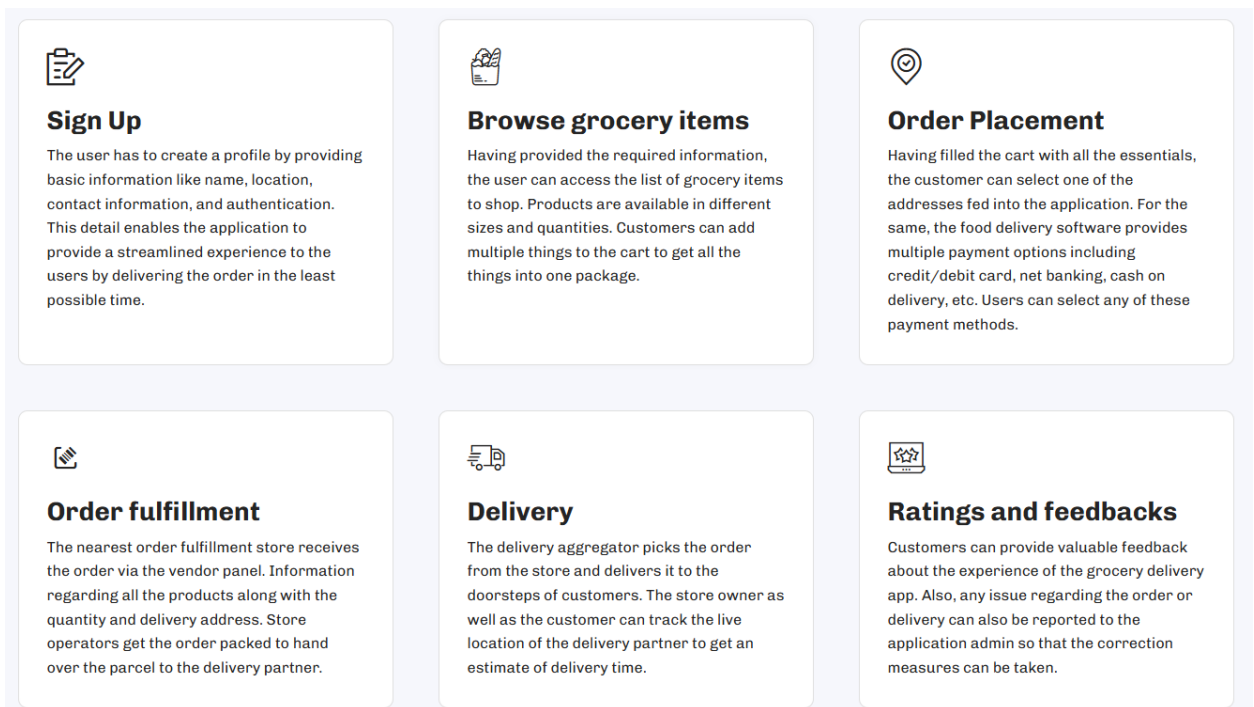 Sign Up
The user has to create a profile by providing
basic information like name, location,
contact information, and authentication.
This detail enables the application to
provide a streamlined experience to the
users by delivering the order in the least
possible time.
Browse grocery items
Having provided the required information,
the user can access the list of grocery items
to shop. Products are available in different
sizes and quantities. Customers can add
multiple things to the cart to get all the
things into one package.
Order Placement
Having filled the cart with all the essentials,
the customer can select one of the
addresses fed into the application. For the
same, the food delivery software provides
multiple payment options including
credit/debit card, net banking, cash on
delivery, etc. Users can select any of these
payment methods.
Order fulfillment
The nearest order fulfillment store receives
the order via the vendor panel. Information
regarding all the products along with the
quantity and delivery address. Store
operators get the order packed to hand
over the parcel to the delivery partner.
Delivery
The delivery aggregator picks the order
from the store and delivers it to the
doorsteps of customers. The store owner as
well as the customer can track the live
location of the delivery partner to get an
estimate of delivery time.
Ratings and feedbacks
Customers can provide valuable feedback
about the experience of the grocery delivery
app. Also, any issue regarding the order or
delivery can also be reported to the
application admin so that the correction
measures can be taken.